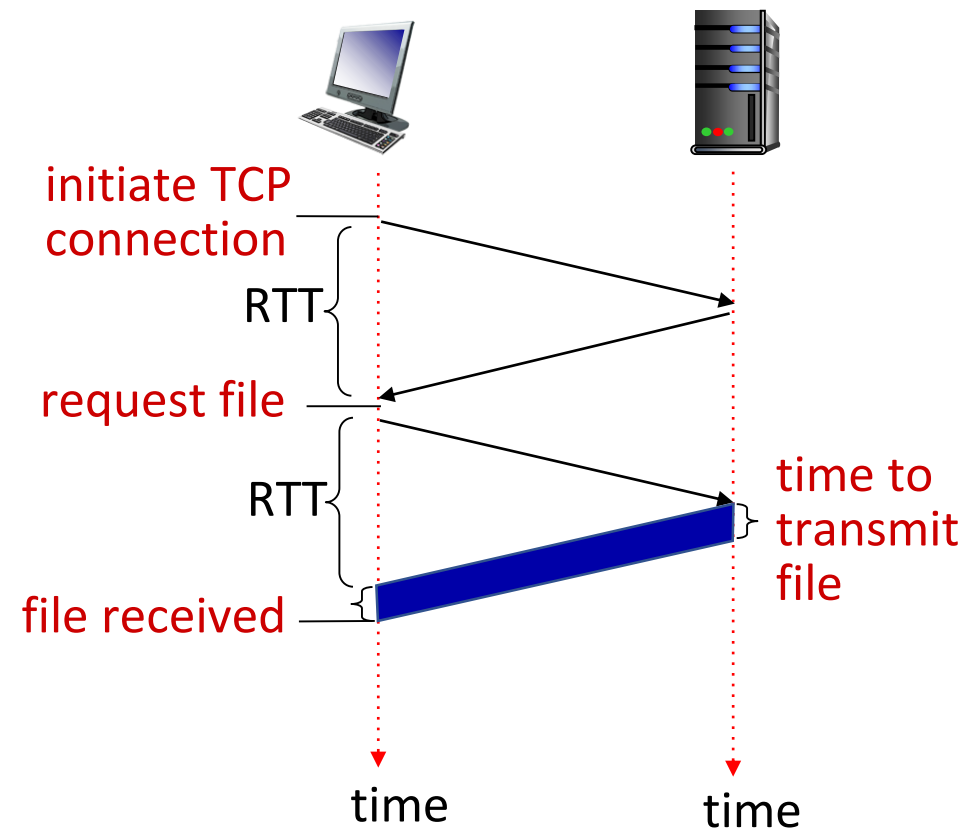 initiate TCP
connection
RTT
request file
RTT
time to
transmit
file
file received
time
time